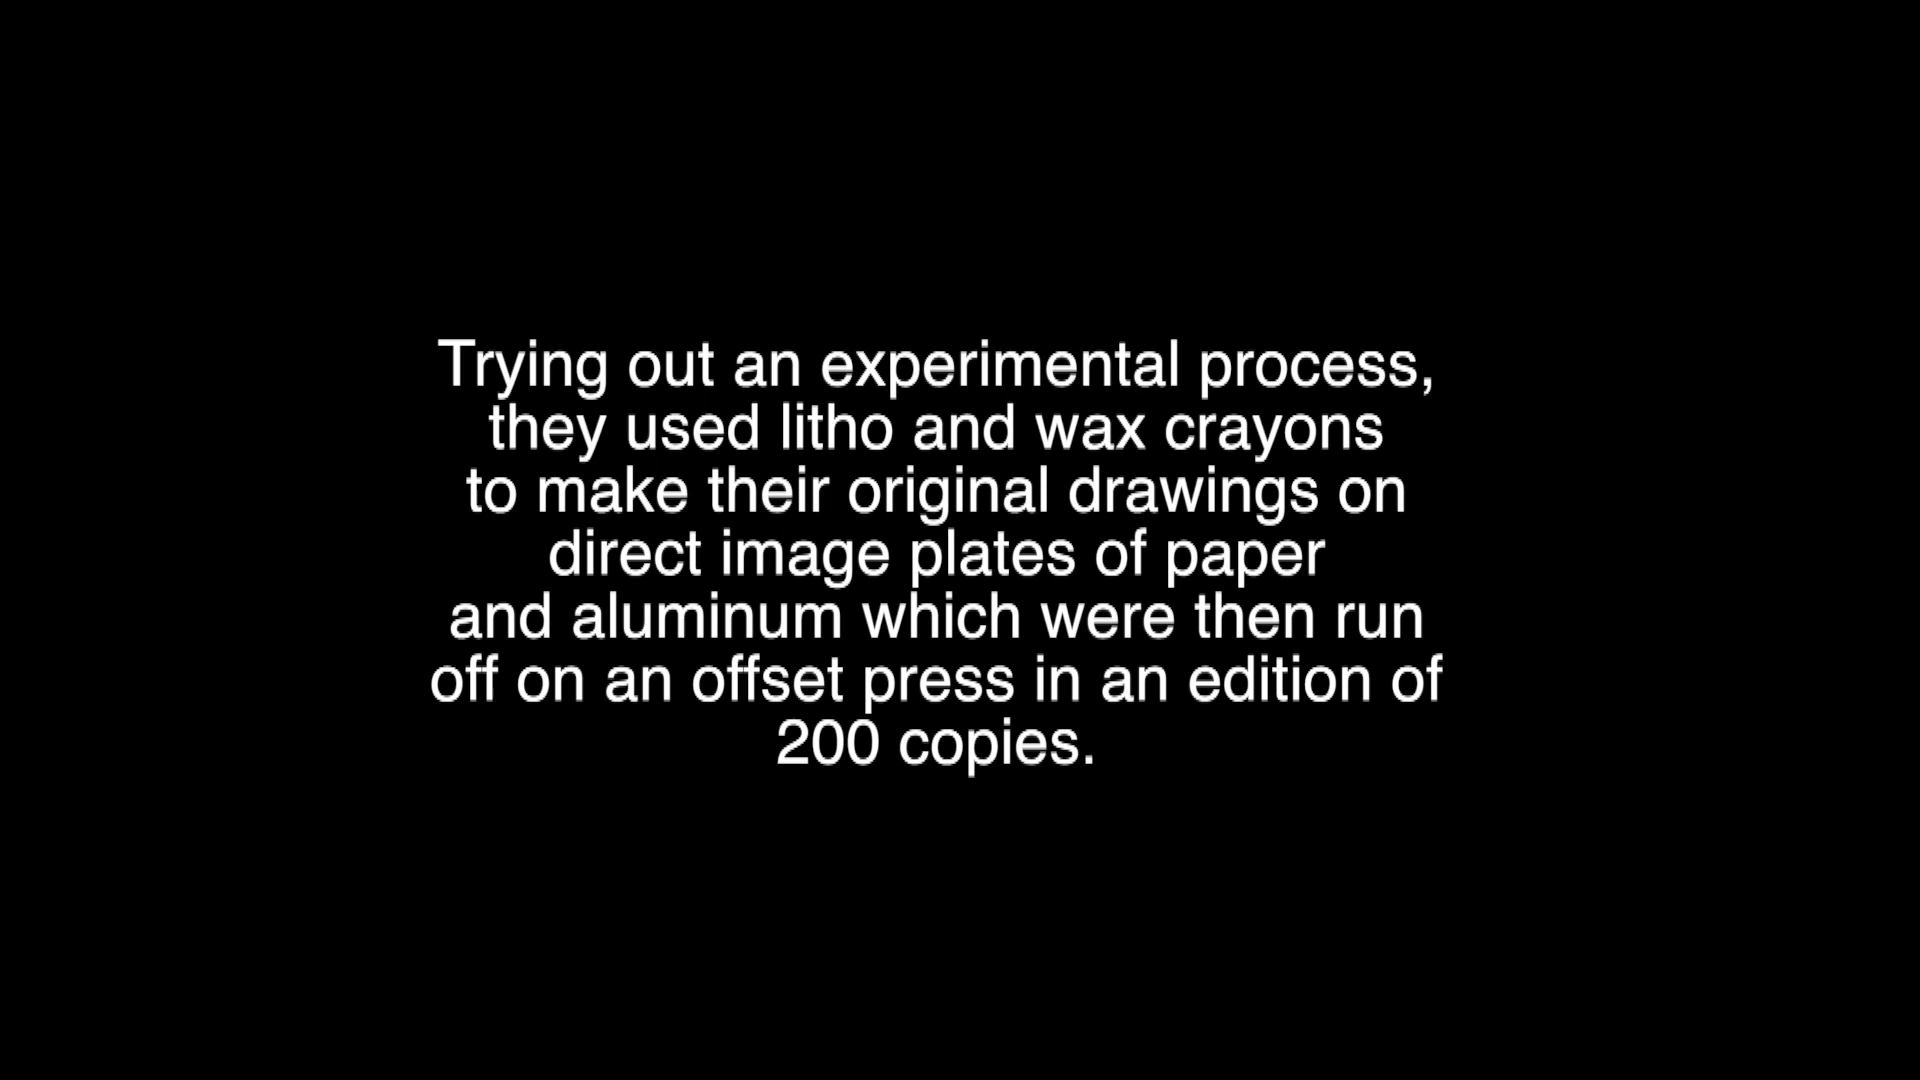 Trying out an experimental process,
they used litho and wax crayons
to make their original drawings on
direct image plates of paper
and aluminum which were then run
off on an offset press in an edition of
200 copies.